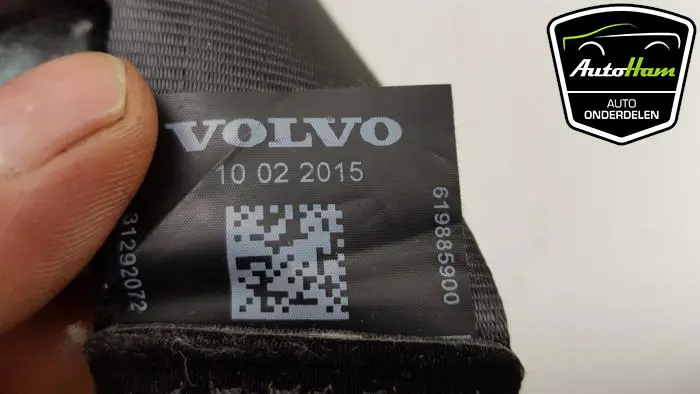 VOLVO
10 02 2015
31292072
619885900
AutoHam
AUTO
ONDERDELEN